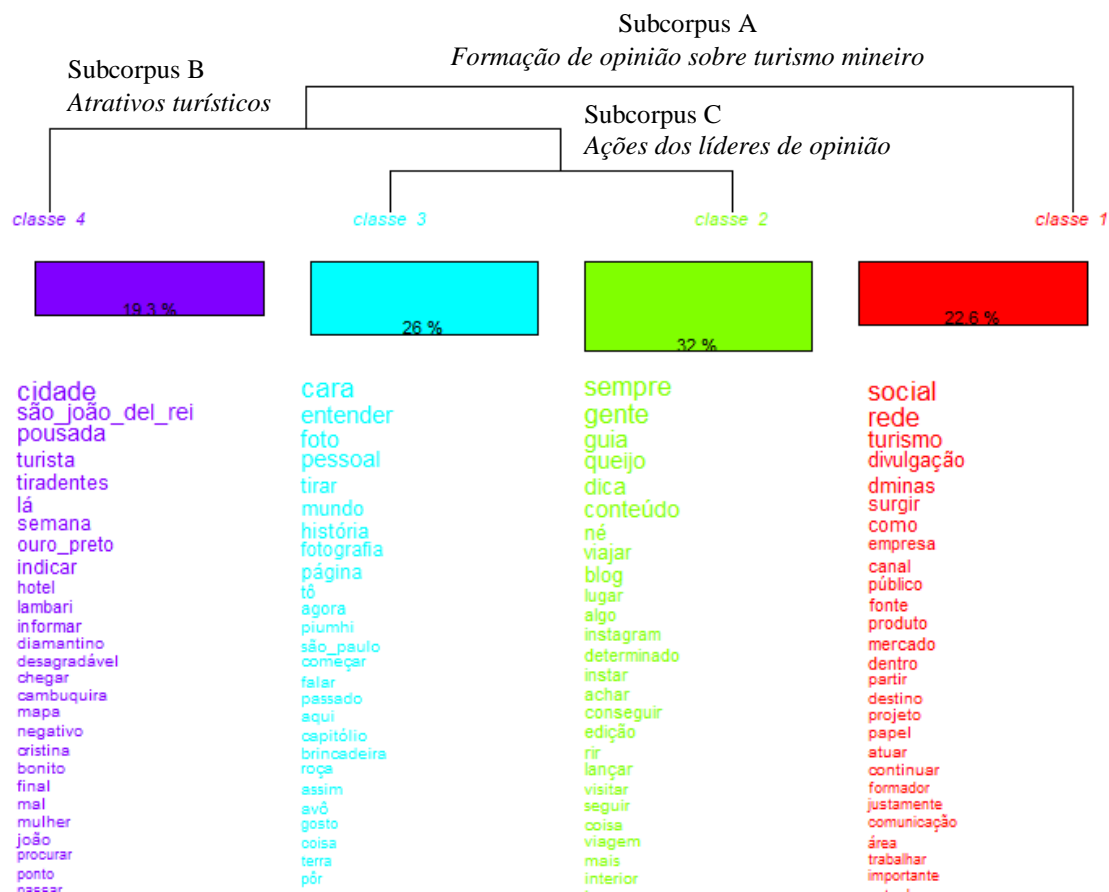 Subcorpus A
Formação de opinião sobre turismo mineiro
Subcorpus B
Atrativos turísticos
Subcorpus C
Ações dos líderes de opinião
classe 4
classe 3
classe 2
classe 1
19.3 %
26 %
32 %
22.6 %
cidade
são_joão_del_rei
pousada
turista
tiradentes
lá
semana
ouro_preto
indicar
hotel
lambari
informar
diamantino
desagradável
chegar
cambuquira
mapa
negativo
cristina
bonito
final
mal
mulher
joão
procurar
ponto
passar
cara
entender
foto
pessoal
tirar
mundo
história
fotografia
página
tô
agora
piumhi
são_paulo
começar
falar
passado
aqui
capitólio
brincadeira
roça
assim
avô
gosto
coisa
terra
pôr
sempre
gente
guia
queijo
dica
conteúdo
né
viajar
blog
lugar
algo
instagram
determinado
instar
achar
conseguir
edição
rir
lançar
visitar
seguir
coisa
viagem
mais
interior
social
rede
turismo
divulgação
dminas
surgir
como
empresa
canal
público
fonte
produto
mercado
dentro
partir
destino
projeto
papel
atuar
continuar
formador
justamente
comunicação
área
trabalhar
importante